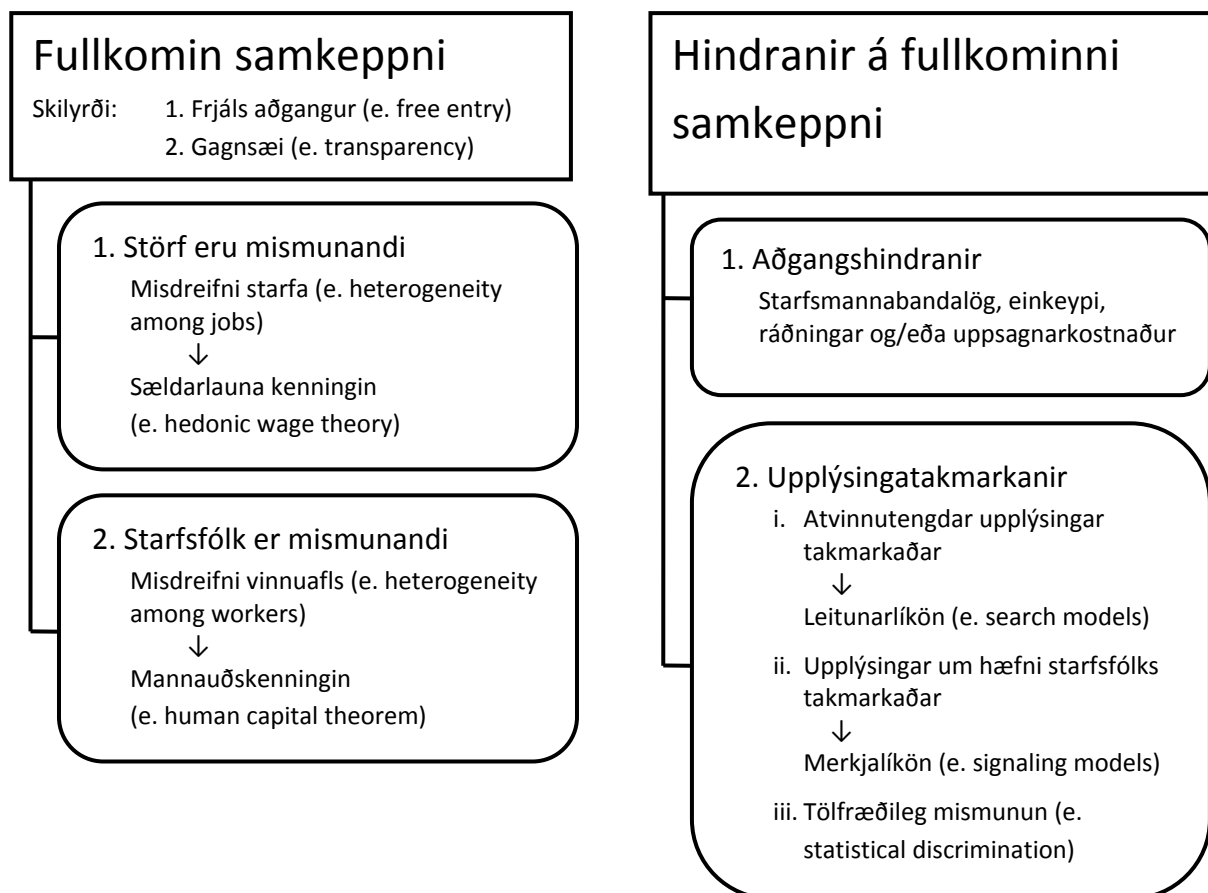 Fullkomin samkeppni
Skilyrði: 1. Frjáls aðgangur (e. free entry)
2. Gagnsæi (e. transparency)
1. Störf eru mismunandi
Misdreifni starfa (e. heterogeneity
among jobs)
↓
Sældarlauna kenningin
(e. hedonic wage theory)
2. Starfsfólk er mismunandi
Misdreifni vinnuafls (e. heterogeneity
among workers)
↓
Mannauðskenningin
(e. human capital theorem)
Hindranir á fullkominni
samkeppni
1. Aðgangshindranir
Starfsmannabandalög, einkeypi,
ráðningar og/eða uppsagnarkostnaður
2. Upplýsingatakmarkanir
i. Atvinnutengdar upplýsingar
takmarkaðar
↓
Leitunarlíkön (e. search models)
ii. Upplýsingar um hæfni starfsfólks
takmarkaðar
↓
Merkjalíkön (e. signaling models)
iii. Tölfræðileg mismunun (e.
statistical discrimination)